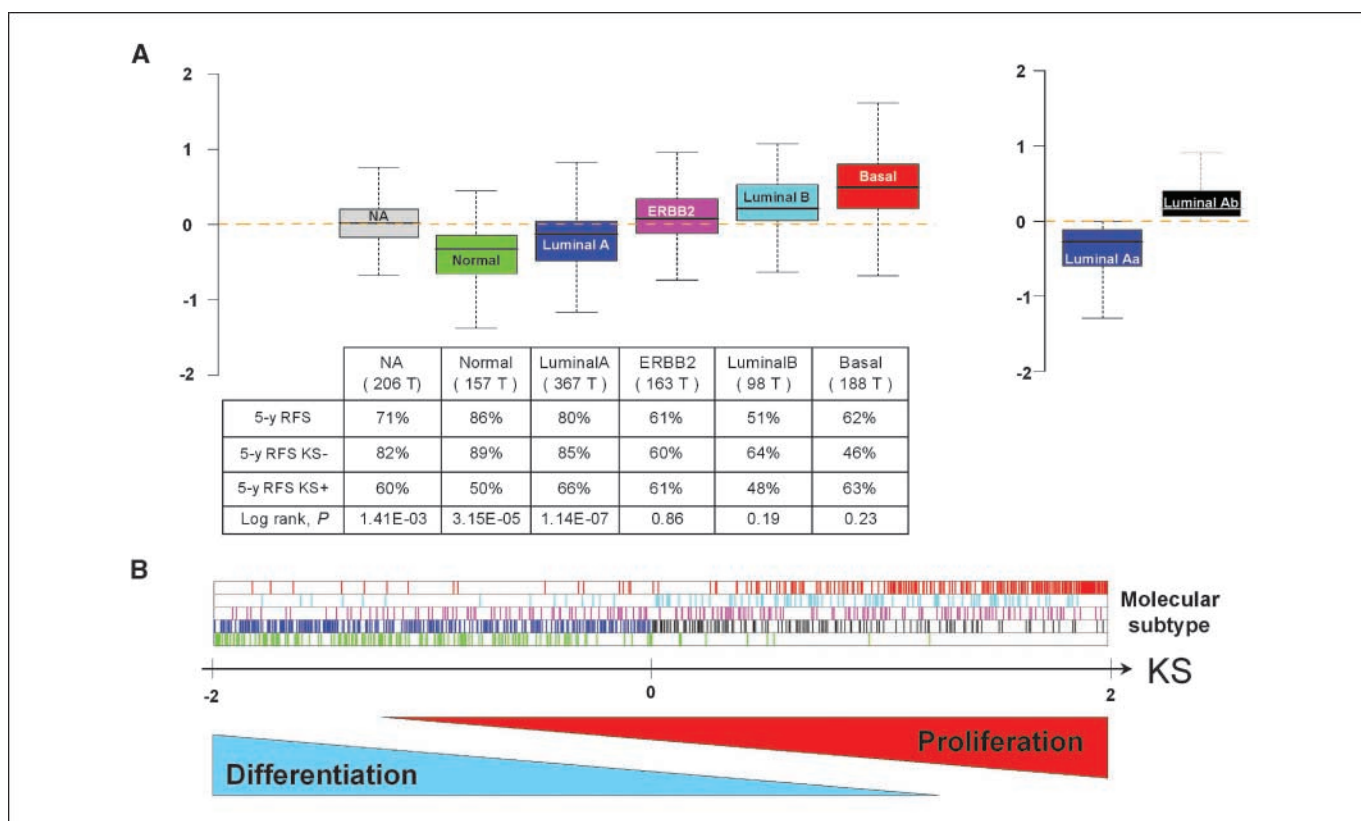 A
2
1
0
-1
-2
NA
Normal
Luminal A
ERBB2
Luminal B
Basal
2
1
0
-1
-2
Luminal Aa
Luminal Ab
NA Normal LuminalA ERBB2 LuminalB Basal
( 206 T) ( 157 T ) ( 367 T ) ( 163 T ) ( 98 T ) ( 188 T )
5-y RFS 71% 86% 80% 61% 51% 62%
5-y RFS KS- 82% 89% 85% 60% 64% 46%
5-y RFS KS+ 60% 50% 66% 61% 48% 63%
Log rank, P 1.41E-03 3.15E-05 1.14E-07 0.86 0.19 0.23
B
Molecular
subtype
KS
-2 0 2
Proliferation
Differentiation